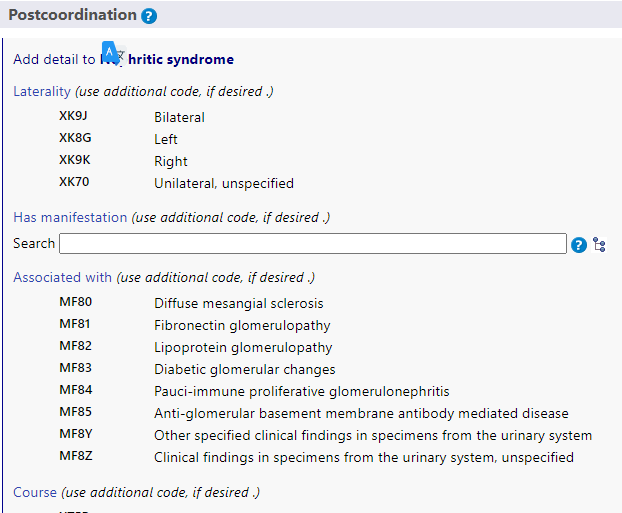 Postcoordination ?
Add detail to hritic syndrome
Laterality (use additional code, if desired .)
XK9J Bilateral
XK8G Left
XK9K Right
XK70 Unilateral, unspecified
Has manifestation (use additional code, if desired .)
Search ?
Associated with (use additional code, if desired .)
MF80 Diffuse mesangial sclerosis
MF81 Fibronectin glomerulopathy
MF82 Lipoprotein glomerulopathy
MF83 Diabetic glomerular changes
MF84 Pauci-immune proliferative glomerulonephritis
MF85 Anti-glomerular basement membrane antibody mediated disease
MF8Y Other specified clinical findings in specimens from the urinary system
MF8Z Clinical findings in specimens from the urinary system, unspecified
Course (use additional code, if desired .)